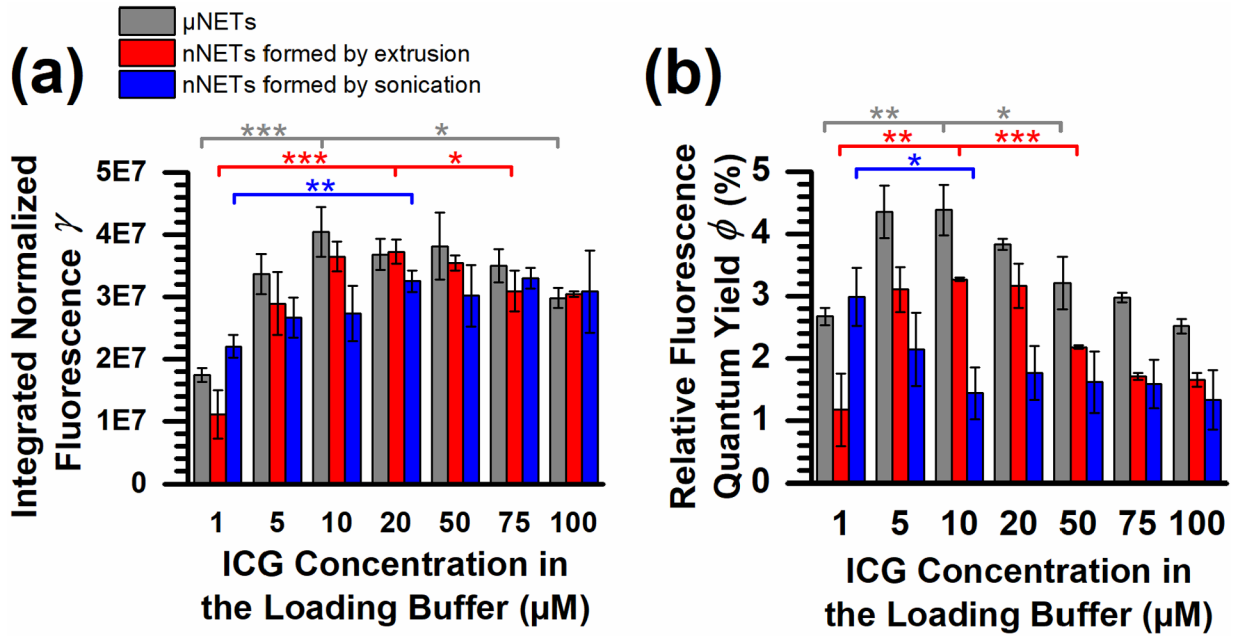 µNETs
nNETs formed by extrusion
nNETs formed by sonication
(a)
(b)
*** *
*** *
**
** *
** ***
*
Integrated Normalized
Fluorescence γ
5E7
4E7
3E7
2E7
1E7
0
1 5 10 20 50 75 100
ICG Concentration in
the Loading Buffer (µM)
Relative Fluorescence
Quantum Yield ϕ (%)
5
4
3
2
1
0
1 5 10 20 50 75 100
ICG Concentration in
the Loading Buffer (µM)